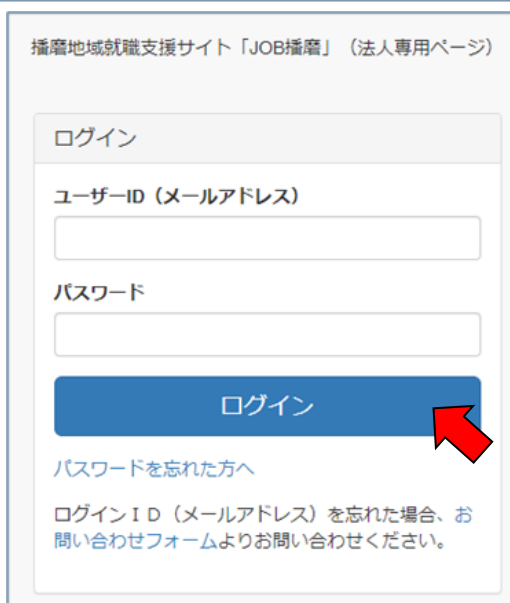 播磨地域就職支援サイト「JOB播磨」（法人専用ページ）
ログイン
ユーザーID（メールアドレス）
パスワード
ログイン
パスワードを忘れた方へ
ログインＩＤ（メールアドレス）を忘れた場合、お
問い合わせフォームよりお問い合わせください。